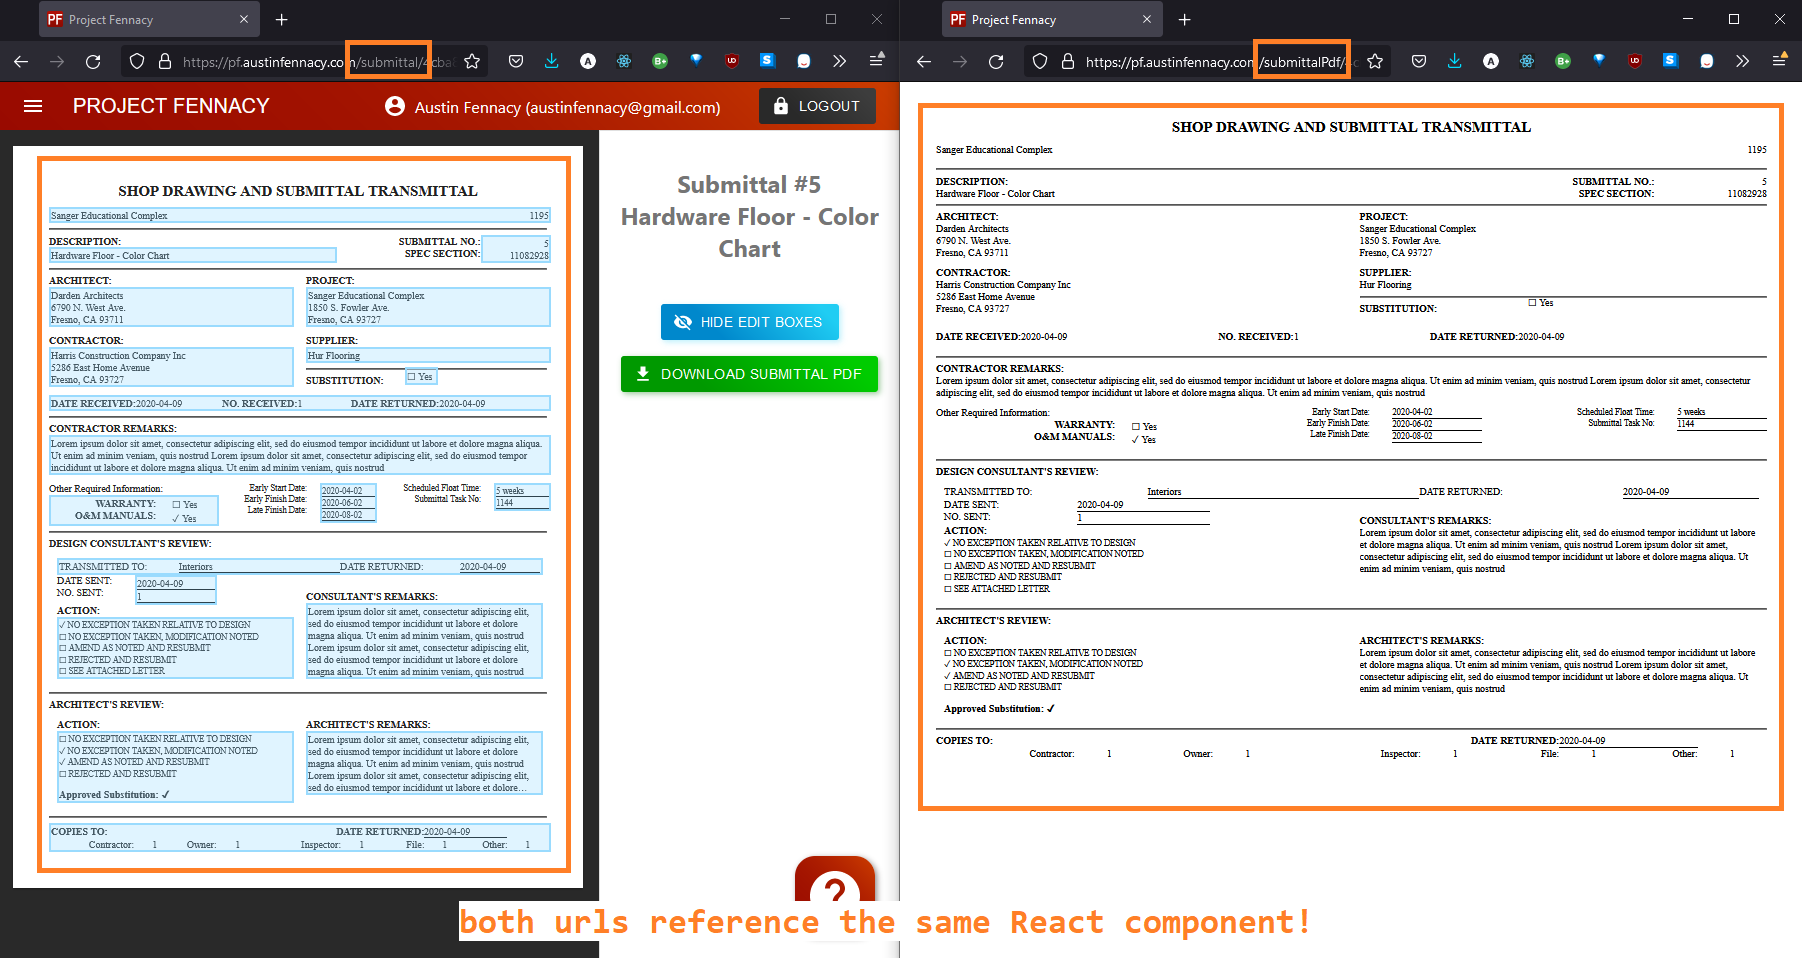 Project Fennacy
https://pf.austinfennacy.com/submittal/4cba
PROJECT FENNACY
Austin Fennacy (austinfennacy@gmail.com)
LOGOUT
SHOP DRAWING AND SUBMITTAL TRANSMITTAL
Sanger Educational Complex 1195
DESCRIPTION: SUBMITTAL NO.: 5
Hardware Floor - Color Chart SPEC SECTION: 11082928
ARCHITECT: PROJECT:
Darden Architects Sanger Educational Complex
6790 N. West Ave. 1850 S. Fowler Ave.
Fresno, CA 93711 Fresno, CA 93727
CONTRACTOR: SUPPLIER:
Harris Construction Company Inc Hur Flooring
5286 East Home Avenue
Fresno, CA 93727 SUBSTITUTION: ☐ Yes
DATE RECEIVED:2020-04-09 NO. RECEIVED:1 DATE RETURNED:2020-04-09
CONTRACTOR REMARKS:
Lorem ipsum dolor sit amet, consectetur adipiscing elit, sed do eiusmod tempor incididunt ut labore et dolore magna aliqua.
Ut enim ad minim veniam, quis nostrud Lorem ipsum dolor sit amet, consectetur adipiscing elit, sed do eiusmod tempor
incididunt ut labore et dolore magna aliqua. Ut enim ad minim veniam, quis nostrud
Other Required Information: Early Start Date: 2020-04-02 Scheduled Float Time: 5 weeks
WARRANTY: ☐ Yes Early Finish Date: 2020-06-02 Submittal Task No: 1144
O&M MANUALS: ✓ Yes Late Finish Date: 2020-08-02
DESIGN CONSULTANT'S REVIEW:
TRANSMITTED TO: Interiors DATE RETURNED: 2020-04-09
DATE SENT: 2020-04-09
NO. SENT: 1
ACTION: CONSULTANT'S REMARKS:
✓ NO EXCEPTION TAKEN RELATIVE TO DESIGN
☐ NO EXCEPTION TAKEN, MODIFICATION NOTED
☐ AMEND AS NOTED AND RESUBMIT
☐ REJECTED AND RESUBMIT
☐ SEE ATTACHED LETTER
Lorem ipsum dolor sit amet, consectetur adipiscing elit,
sed do eiusmod tempor incididunt ut labore et dolore
magna aliqua. Ut enim ad minim veniam, quis nostrud
Lorem ipsum dolor sit amet, consectetur adipiscing elit,
sed do eiusmod tempor incididunt ut labore et dolore
magna aliqua. Ut enim ad minim veniam, quis nostrud
ARCHITECT'S REVIEW:
ACTION: ARCHITECT'S REMARKS:
☐ NO EXCEPTION TAKEN RELATIVE TO DESIGN
✓ NO EXCEPTION TAKEN, MODIFICATION NOTED
✓ AMEND AS NOTED AND RESUBMIT
☐ REJECTED AND RESUBMIT
Approved Substitution: ✓
Lorem ipsum dolor sit amet, consectetur adipiscing elit,
sed do eiusmod tempor incididunt ut labore et dolore
magna aliqua. Ut enim ad minim veniam, quis nostrud
Lorem ipsum dolor sit amet, consectetur adipiscing elit,
sed do eiusmod tempor incididunt ut labore et dolore
magna aliqua. Ut enim ad minim veniam, quis nostrud
Lorem ipsum dolor sit amet, consectetur adipiscing elit,
sed do eiusmod tempor incididunt ut labore et dolore...
COPIES TO: DATE RETURNED:2020-04-09
Contractor: 1 Owner: 1 Inspector: 1 File: 1 Other: 1
Submittal #5
Hardware Floor - Color
Chart
HIDE EDIT BOXES
DOWNLOAD SUBMITTAL PDF
?
Project Fennacy
https://pf.austinfennacy.com/submittalPdf/4c
SHOP DRAWING AND SUBMITTAL TRANSMITTAL
Sanger Educational Complex 1195
DESCRIPTION: SUBMITTAL NO.: 5
Hardware Floor - Color Chart SPEC SECTION: 11082928
ARCHITECT: PROJECT:
Darden Architects Sanger Educational Complex
6790 N. West Ave. 1850 S. Fowler Ave.
Fresno, CA 93711 Fresno, CA 93727
CONTRACTOR: SUPPLIER:
Harris Construction Company Inc Hur Flooring
5286 East Home Avenue
Fresno, CA 93727 SUBSTITUTION: ☐ Yes
DATE RECEIVED:2020-04-09 NO. RECEIVED:1 DATE RETURNED:2020-04-09
CONTRACTOR REMARKS:
Lorem ipsum dolor sit amet, consectetur adipiscing elit, sed do eiusmod tempor incididunt ut labore et dolore magna aliqua. Ut enim ad minim veniam, quis nostrud Lorem ipsum dolor sit amet, consectetur
adipiscing elit, sed do eiusmod tempor incididunt ut labore et dolore magna aliqua. Ut enim ad minim veniam, quis nostrud
Other Required Information: Early Start Date: 2020-04-02 Scheduled Float Time: 5 weeks
WARRANTY: ☐ Yes Early Finish Date: 2020-06-02 Submittal Task No: 1144
O&M MANUALS: ✓ Yes Late Finish Date: 2020-08-02
DESIGN CONSULTANT'S REVIEW:
TRANSMITTED TO: Interiors DATE RETURNED: 2020-04-09
DATE SENT: 2020-04-09
NO. SENT: 1
ACTION: CONSULTANT'S REMARKS:
✓ NO EXCEPTION TAKEN RELATIVE TO DESIGN
☐ NO EXCEPTION TAKEN, MODIFICATION NOTED
☐ AMEND AS NOTED AND RESUBMIT
☐ REJECTED AND RESUBMIT
☐ SEE ATTACHED LETTER
Lorem ipsum dolor sit amet, consectetur adipiscing elit, sed do eiusmod tempor incididunt ut labore
et dolore magna aliqua. Ut enim ad minim veniam, quis nostrud Lorem ipsum dolor sit amet,
consectetur adipiscing elit, sed do eiusmod tempor incididunt ut labore et dolore magna aliqua. Ut
enim ad minim veniam, quis nostrud
ARCHITECT'S REVIEW:
ACTION: ARCHITECT'S REMARKS:
☐ NO EXCEPTION TAKEN RELATIVE TO DESIGN
✓ NO EXCEPTION TAKEN, MODIFICATION NOTED
✓ AMEND AS NOTED AND RESUBMIT
☐ REJECTED AND RESUBMIT
Lorem ipsum dolor sit amet, consectetur adipiscing elit, sed do eiusmod tempor incididunt ut labore
et dolore magna aliqua. Ut enim ad minim veniam, quis nostrud Lorem ipsum dolor sit amet,
consectetur adipiscing elit, sed do eiusmod tempor incididunt ut labore et dolore magna aliqua. Ut
enim ad minim veniam, quis nostrud
Approved Substitution: ✓
COPIES TO: DATE RETURNED:2020-04-09
Contractor: 1 Owner: 1 Inspector: 1 File: 1 Other: 1
both urls reference the same React component!